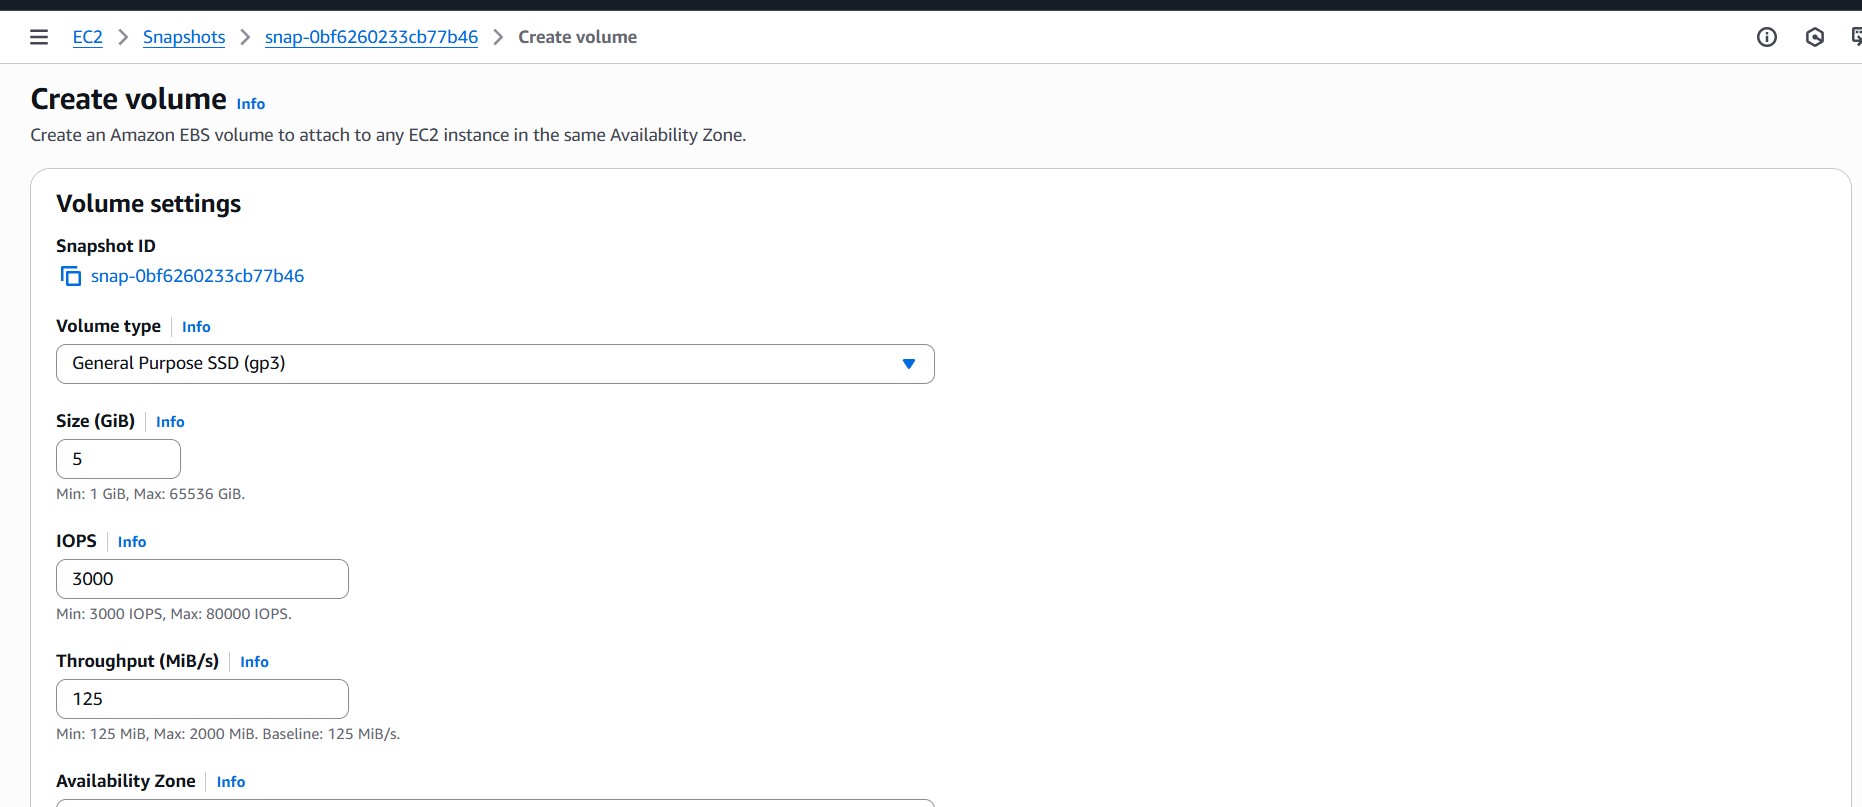 EC2 > Snapshots > snap-0bf6260233cb77b46 > Create volume
Create volume Info
Create an Amazon EBS volume to attach to any EC2 instance in the same Availability Zone.
Volume settings
Snapshot ID
snap-0bf6260233cb77b46
Volume type Info
General Purpose SSD (gp3)
Size (GiB) Info
5
Min: 1 GiB, Max: 65536 GiB.
IOPS Info
3000
Min: 3000 IOPS, Max: 80000 IOPS.
Throughput (MiB/s) Info
125
Min: 125 MiB, Max: 2000 MiB. Baseline: 125 MiB/s.
Availability Zone Info